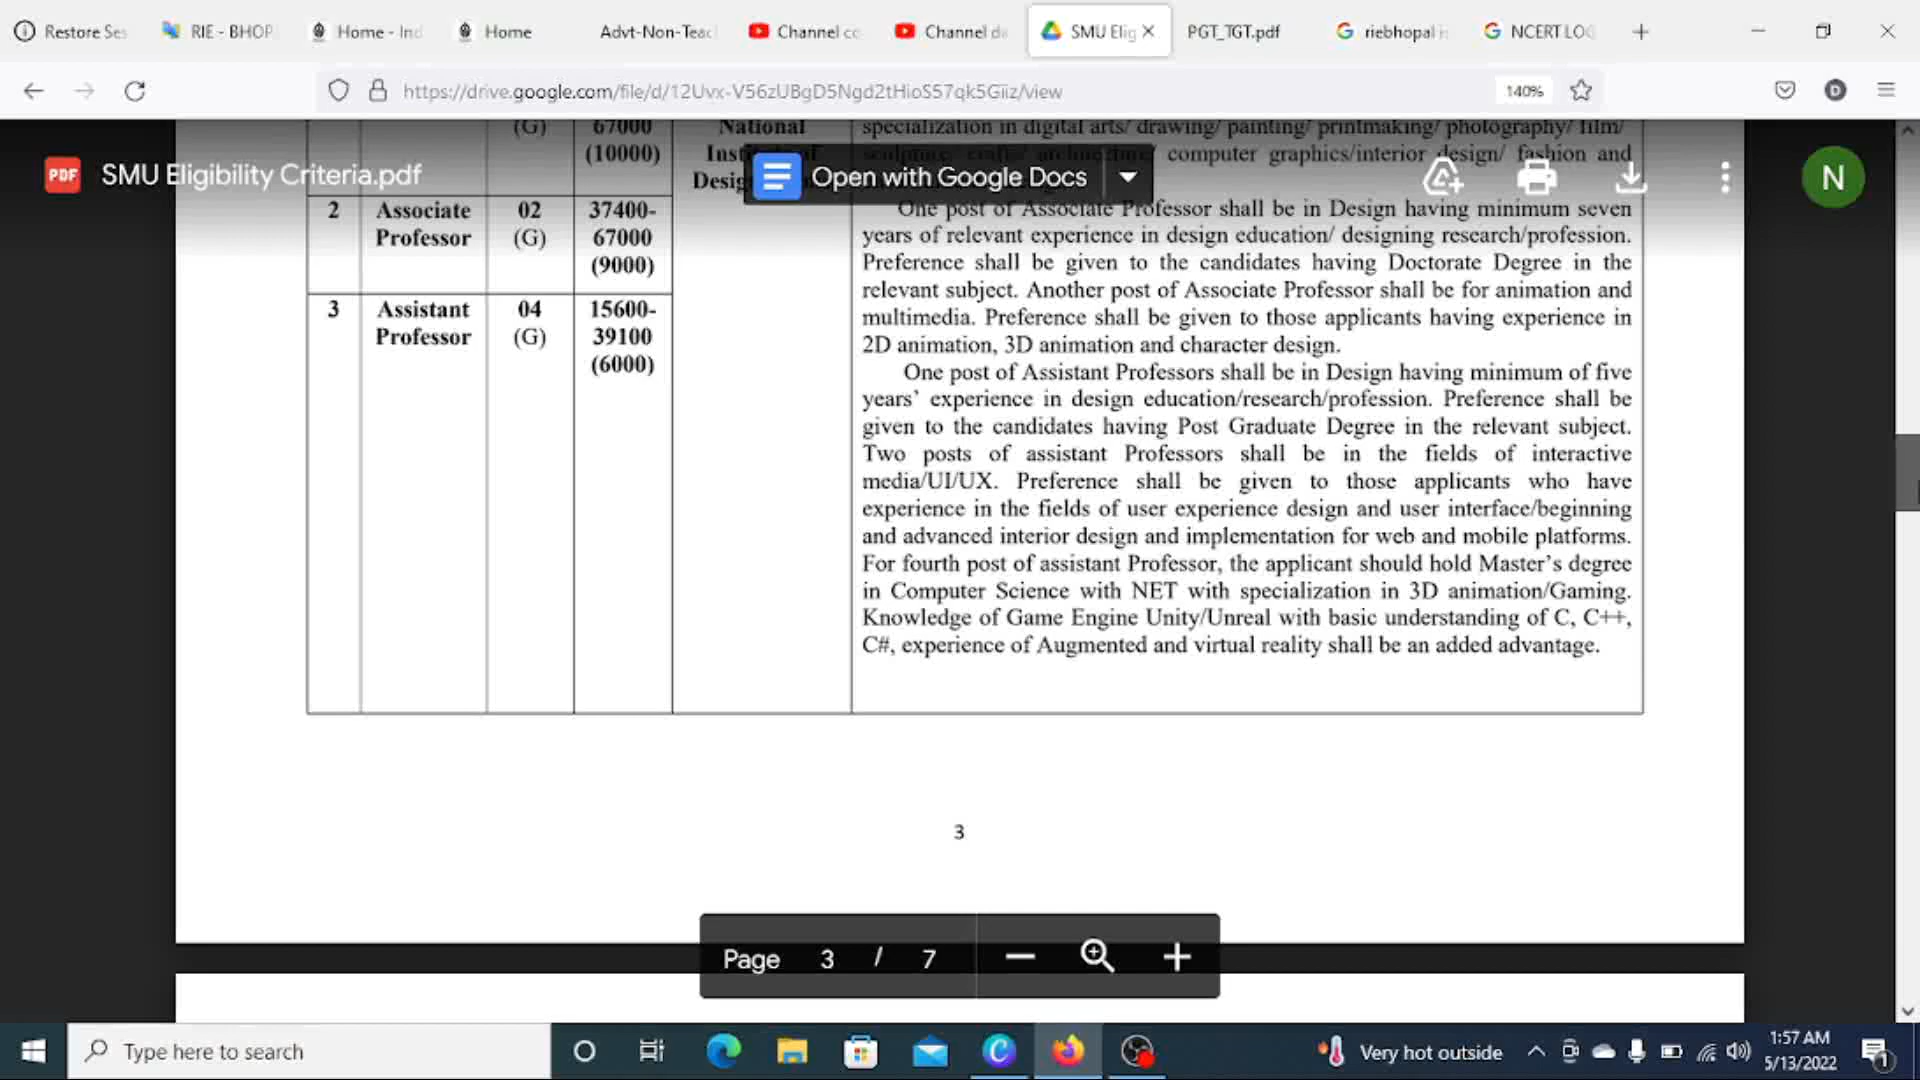 Restore Ses
RIE - BHOP
Home - Ind
Home
Advt-Non-Teac
Channel co
Channel da
SMU Elig
PGT_TGT.pdf
riebhopal
NCERT LOG
https://drive.google.com/file/d/12Uvx-V56zUBgD5Ngd2tHioS57qk5Giiz/view
140%
D
PDF
SMU Eligibility Criteria.pdf
Open with Google Docs
N
(G)
67000
(10000)
National
Institute of
Desig
specialization in digital arts/ drawing/ painting/ printmaking/ photography/ film/
sculpture/ crafts/ architecture/ computer graphics/interior design/ fashion and
2
Associate
Professor
02
(G)
37400-
67000
(9000)
One post of Associate Professor shall be in Design having minimum seven
years of relevant experience in design education/ designing research/profession.
Preference shall be given to the candidates having Doctorate Degree in the
relevant subject. Another post of Associate Professor shall be for animation and
multimedia. Preference shall be given to those applicants having experience in
2D animation, 3D animation and character design.
3
Assistant
Professor
04
(G)
15600-
39100
(6000)
One post of Assistant Professors shall be in Design having minimum of five
years’ experience in design education/research/profession. Preference shall be
given to the candidates having Post Graduate Degree in the relevant subject.
Two posts of assistant Professors shall be in the fields of interactive
media/UI/UX. Preference shall be given to those applicants who have
experience in the fields of user experience design and user interface/beginning
and advanced interior design and implementation for web and mobile platforms.
For fourth post of assistant Professor, the applicant should hold Master’s degree
in Computer Science with NET with specialization in 3D animation/Gaming.
Knowledge of Game Engine Unity/Unreal with basic understanding of C, C++,
C#, experience of Augmented and virtual reality shall be an added advantage.
3
Page 3 / 7
Type here to search
Very hot outside
1:57 AM
5/13/2022
1